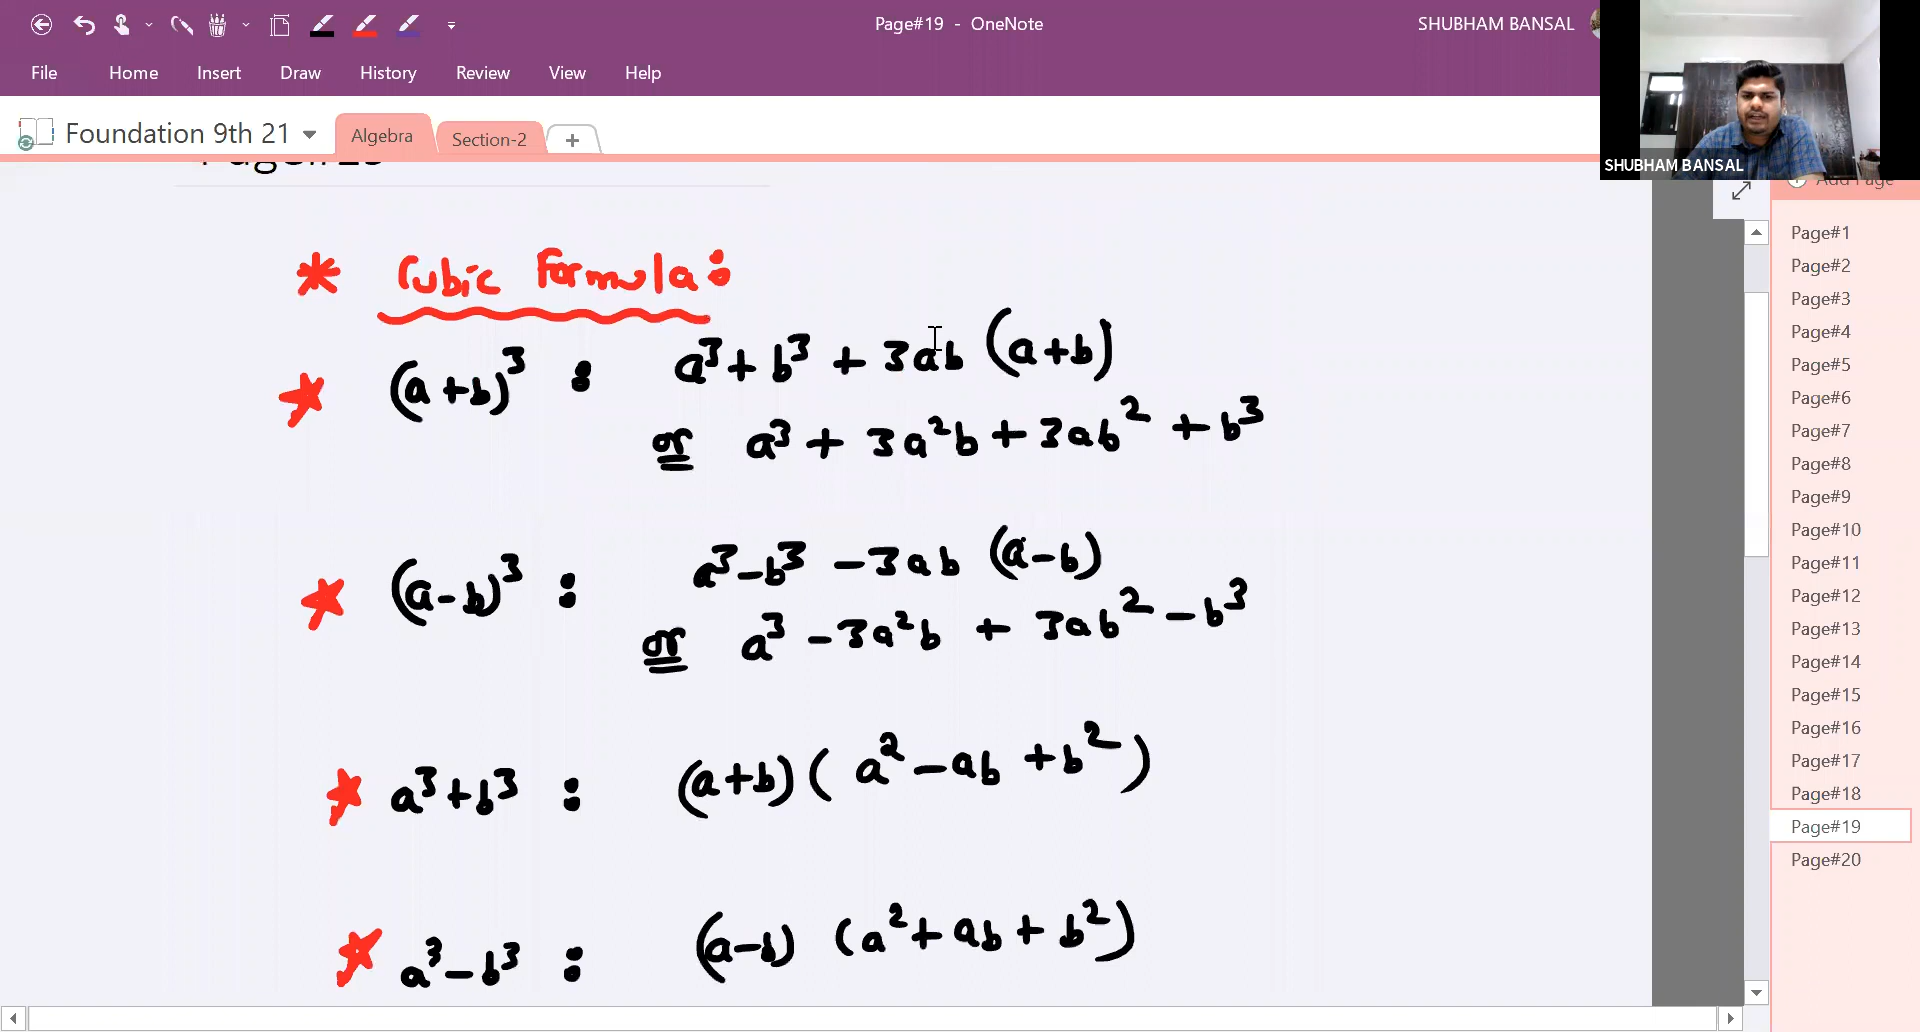 Page#19 - OneNote
SHUBHAM BANSAL
File Home Insert Draw History Review View Help
Foundation 9th 21
Algebra
Section-2
+
SHUBHAM BANSAL
Add Page
* Cubic Formula:
(a+b)³ : a³+b³+3ab (a+b)
or a³+3a²b+3ab²+b³
(a-b)³ : a³-b³-3ab (a-b)
or a³-3a²b+3ab²-b³
a³+b³ : (a+b)(a²-ab+b²)
a³-b³ : (a-b) (a²+ab+b²)
Page#1
Page#2
Page#3
Page#4
Page#5
Page#6
Page#7
Page#8
Page#9
Page#10
Page#11
Page#12
Page#13
Page#14
Page#15
Page#16
Page#17
Page#18
Page#19
Page#20